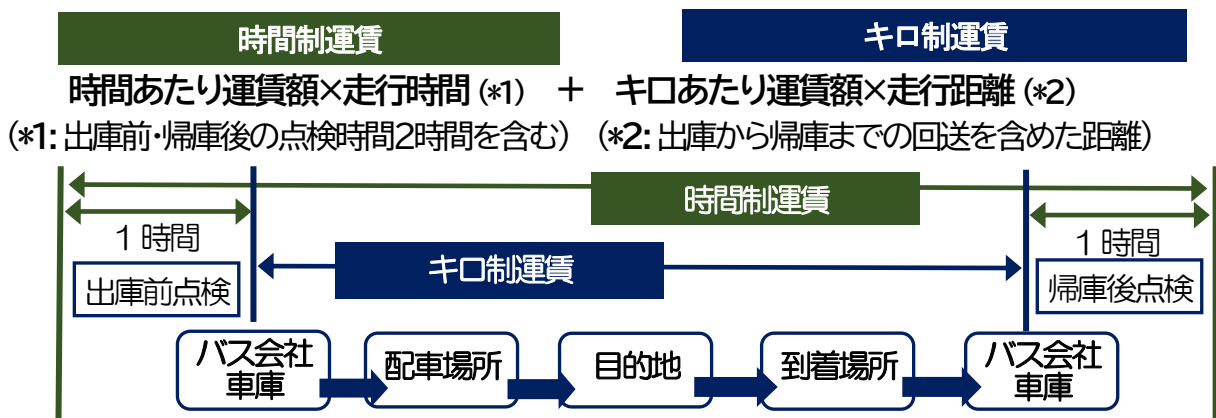 時間制運賃
キロ制運賃
時間あたり運賃額×走行時間 (*1) + キロあたり運賃額×走行距離 (*2)
(*1: 出庫前・帰庫後の点検時間2時間を含む) (*2: 出庫から帰庫までの回送を含めた距離)
時間制運賃
1 時間
1 時間
キロ制運賃
出庫前点検
帰庫後点検
バス会社
車庫
配車場所
目的地
到着場所
バス会社
車庫